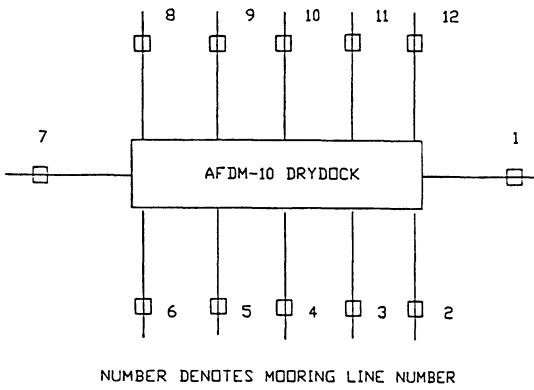 8 9 10 11 12
7 1
AFDM-10 DRYDOCK
6 5 4 3 2
NUMBER DENOTES MOORING LINE NUMBER